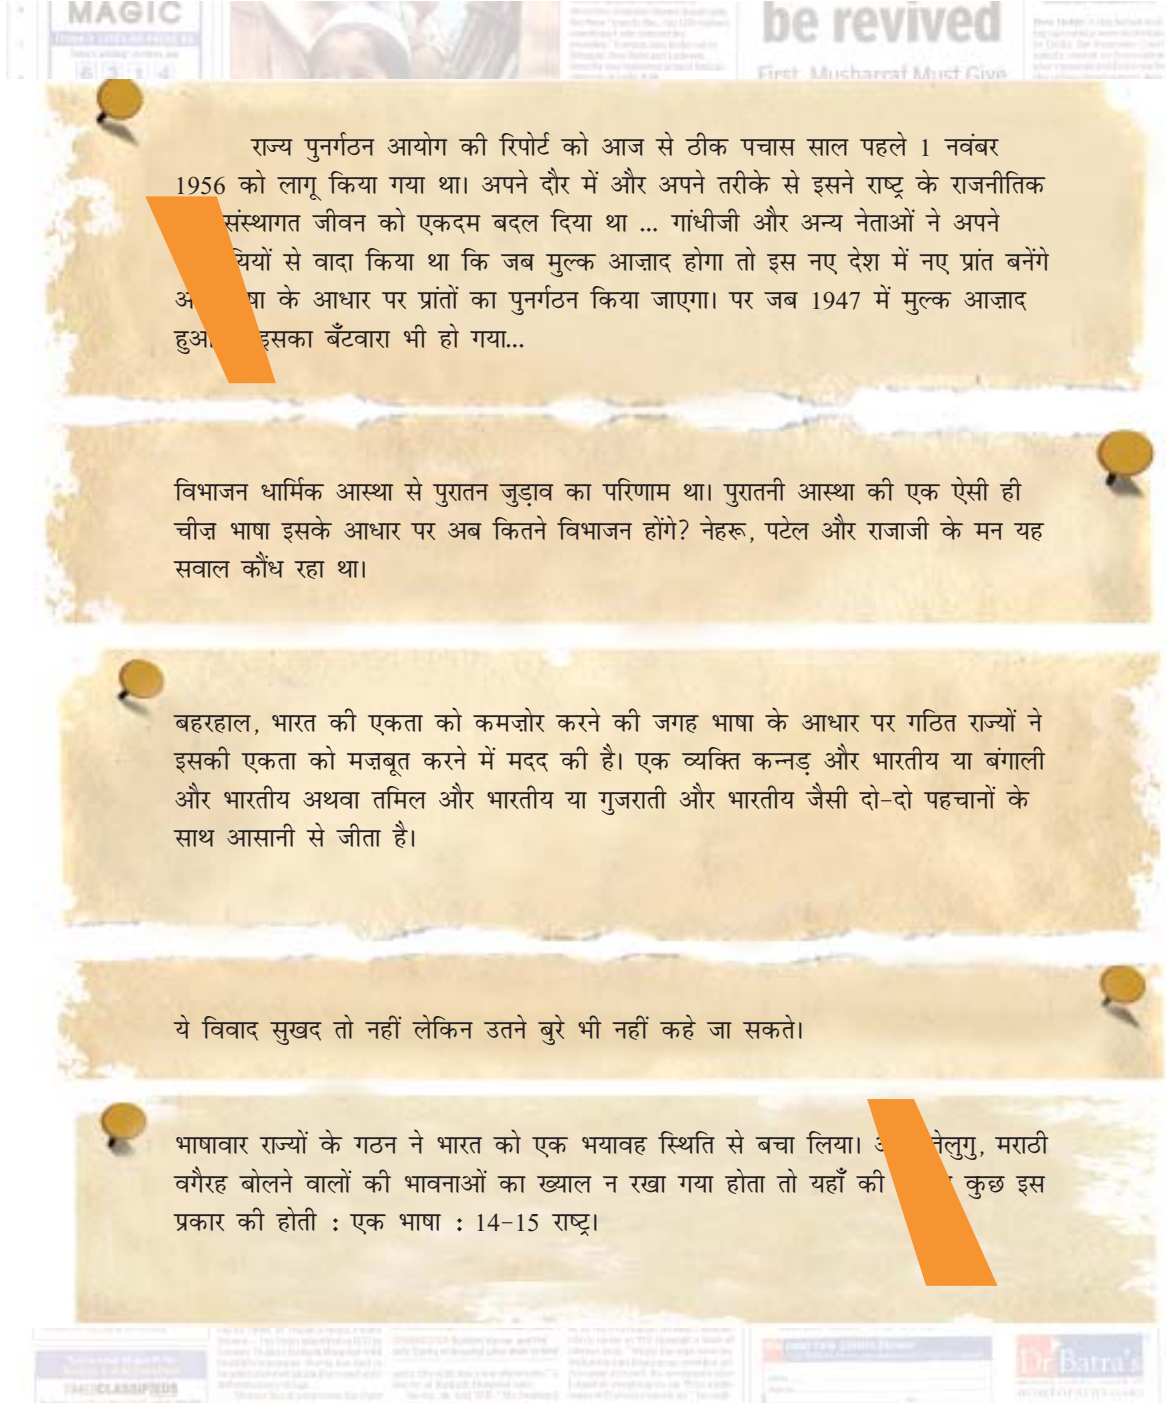 MAGIC
6 3 1 4
be revived
First, Musharraf Must Give
राज्य पुनर्गठन आयोग की रिपोर्ट को आज से ठीक पचास साल पहले 1 नवंबर
1956 को लागू किया गया था। अपने दौर में और अपने तरीके से इसने राष्ट्र के राजनीतिक
संस्थागत जीवन को एकदम बदल दिया था ... गांधीजी और अन्य नेताओं ने अपने
से वादा किया था कि जब मुल्क आज़ाद होगा तो इस नए देश में नए प्रांत बनेंगे
के आधार पर प्रांतों का पुनर्गठन किया जाएगा। पर जब 1947 में मुल्क आज़ाद
इसका बँटवारा भी हो गया...
विभाजन धार्मिक आस्था से पुरातन जुड़ाव का परिणाम था। पुरातनी आस्था की एक ऐसी ही
चीज़ भाषा इसके आधार पर अब कितने विभाजन होंगे? नेहरू, पटेल और राजाजी के मन यह
सवाल कौंध रहा था।
बहरहाल, भारत की एकता को कमज़ोर करने की जगह भाषा के आधार पर गठित राज्यों ने
इसकी एकता को मज़बूत करने में मदद की है। एक व्यक्ति कन्नड़ और भारतीय या बंगाली
और भारतीय अथवा तमिल और भारतीय या गुजराती और भारतीय जैसी दो-दो पहचानों के
साथ आसानी से जीता है।
ये विवाद सुखद तो नहीं लेकिन उतने बुरे भी नहीं कहे जा सकते।
भाषावार राज्यों के गठन ने भारत को एक भयावह स्थिति से बचा लिया। तेलुगु, मराठी
वगैरह बोलने वालों की भावनाओं का ख्याल न रखा गया होता तो यहाँ की कुछ इस
प्रकार की होती : एक भाषा : 14-15 राष्ट्र।
CLASSIFIEDS
Dr Batra's